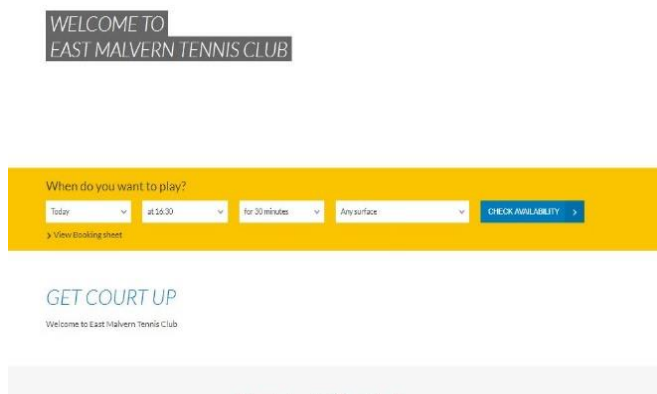 WELCOME TO
EAST MALVERN TENNIS CLUB
When do you want to play?
Today at 16:30 for 30 minutes Any surface CHECK AVAILABILITY >
> View Booking sheet
GET COURT UP
Welcome to East Malvern Tennis Club